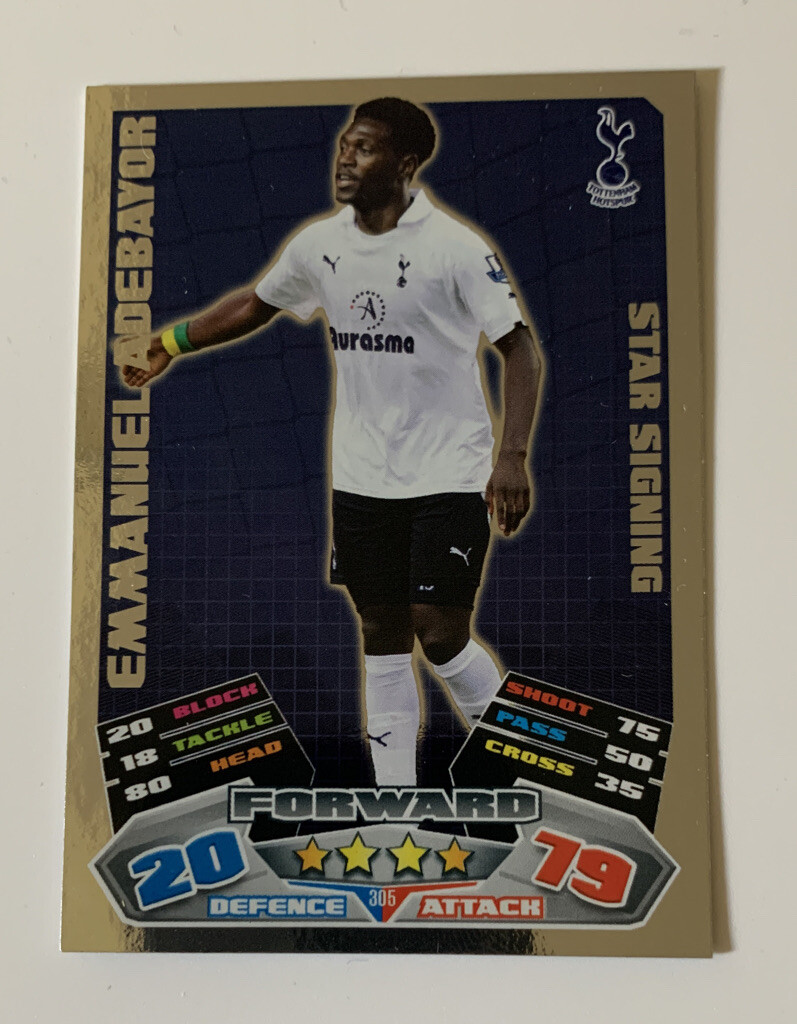 EMMANUEL ADEBAYOR
TOTTENHAM
HOTSPUR
STAR SIGNING
Aurasma
20 BLOCK
18 TACKLE
80 HEAD
SHOOT 75
PASS 50
CROSS 35
FORWARD
20
79
DEFENCE
305
ATTACK